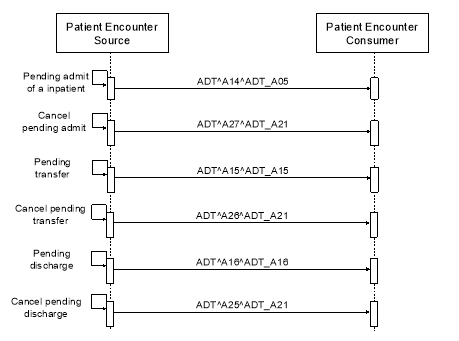 Patient Encounter
Source
Patient Encounter
Consumer
Pending admit
of a inpatient
ADT^A14^ADT_A05
Cancel
pending admit
ADT^A27^ADT_A21
Pending
transfer
ADT^A15^ADT_A15
Cancel pending
transfer
ADT^A26^ADT_A21
Pending
discharge
ADT^A16^ADT_A16
Cancel pending
discharge
ADT^A25^ADT_A21